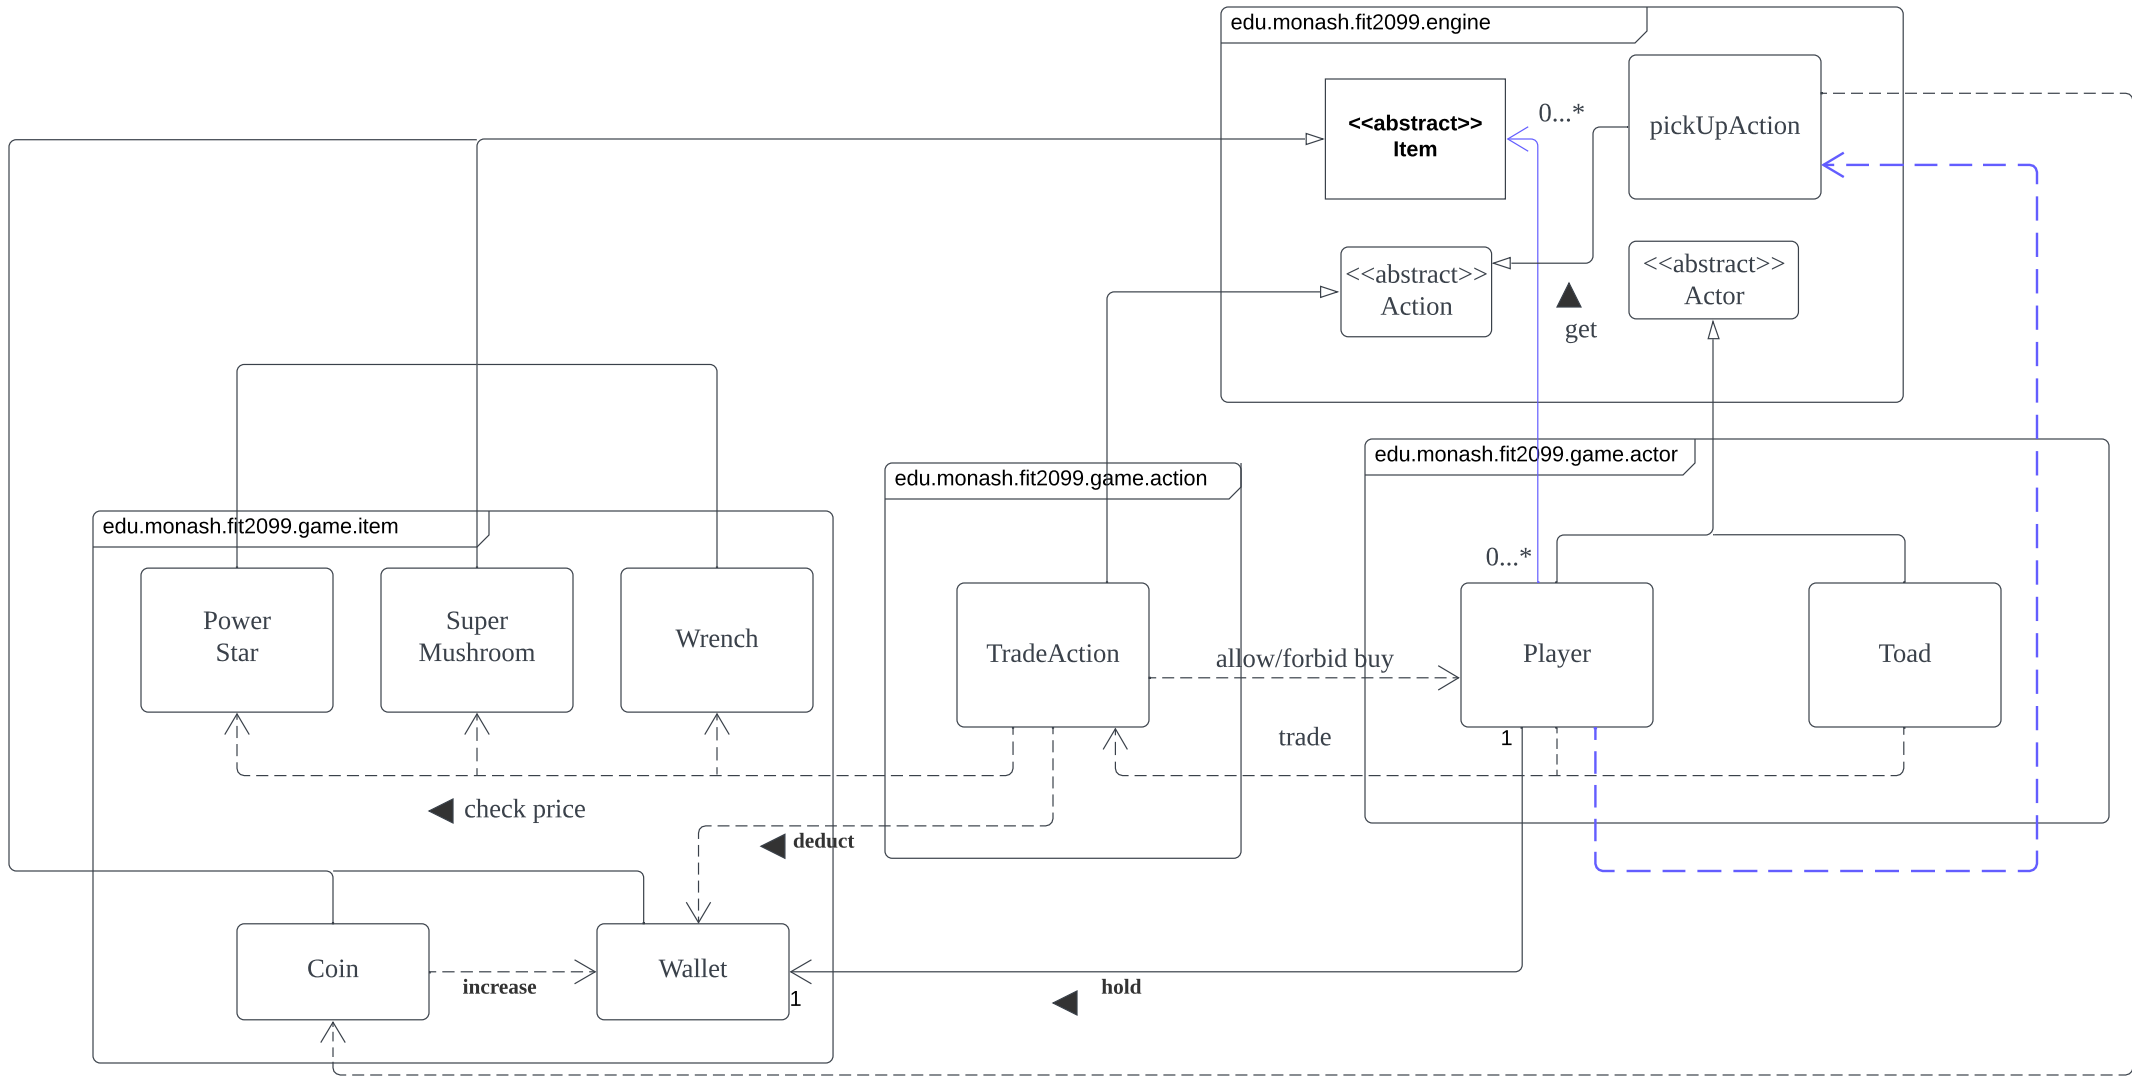 edu.monash.fit2099.engine
<<abstract>>
Item
0...*
pickUpAction
<<abstract>>
Action
<<abstract>>
Actor
get
edu.monash.fit2099.game.actor
edu.monash.fit2099.game.action
edu.monash.fit2099.game.item
0...*
Power
Star
Super
Mushroom
Wrench
TradeAction
allow/forbid buy
Player
Toad
trade
1
check price
deduct
Coin
increase
Wallet
1
hold